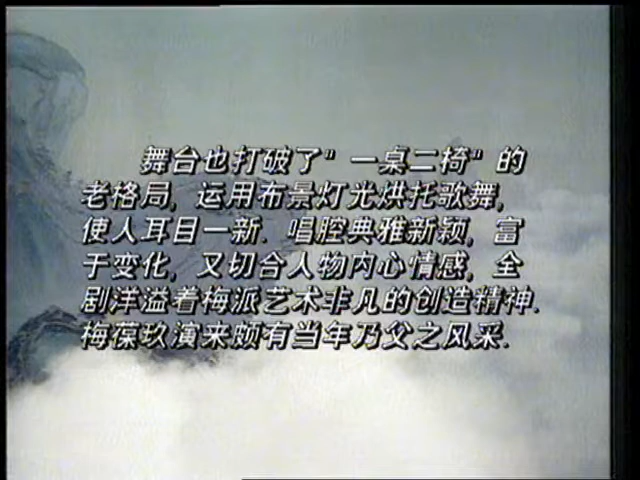 舞台也打破了"一桌二椅"的
老格局,运用布景灯光烘托歌舞,
使人耳目一新.唱腔典雅新颖,富
于变化,又切合人物内心情感,全
剧洋溢着梅派艺术非凡的创造精神.
梅葆玖演来颇有当年乃父之风采.